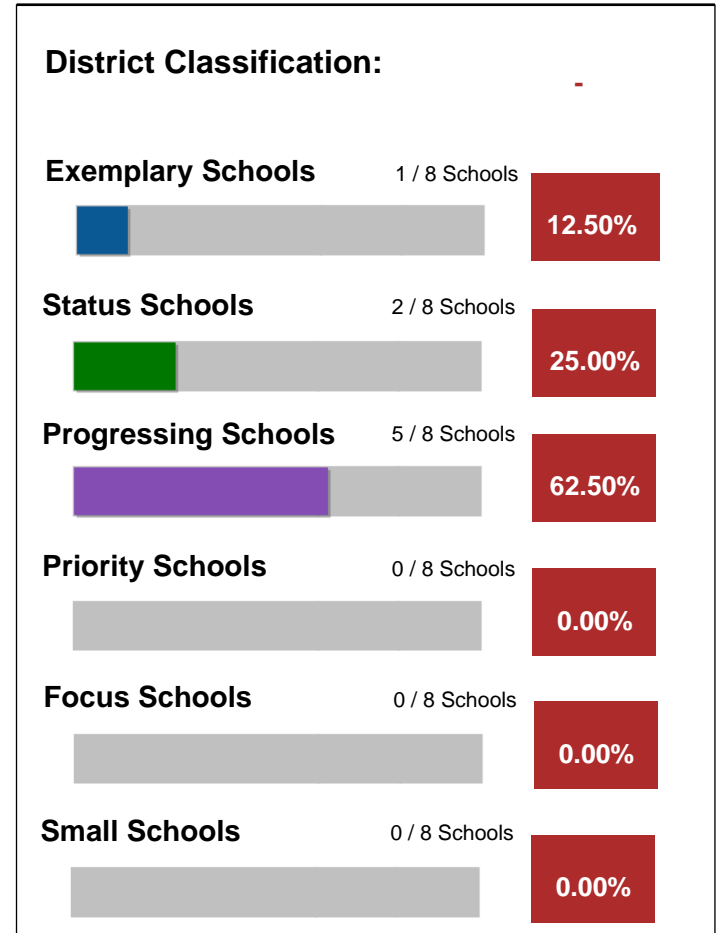 District Classification:
-
Exemplary Schools 1 / 8 Schools
12.50%
Status Schools 2 / 8 Schools
25.00%
Progressing Schools 5 / 8 Schools
62.50%
Priority Schools 0 / 8 Schools
0.00%
Focus Schools 0 / 8 Schools
0.00%
Small Schools 0 / 8 Schools
0.00%